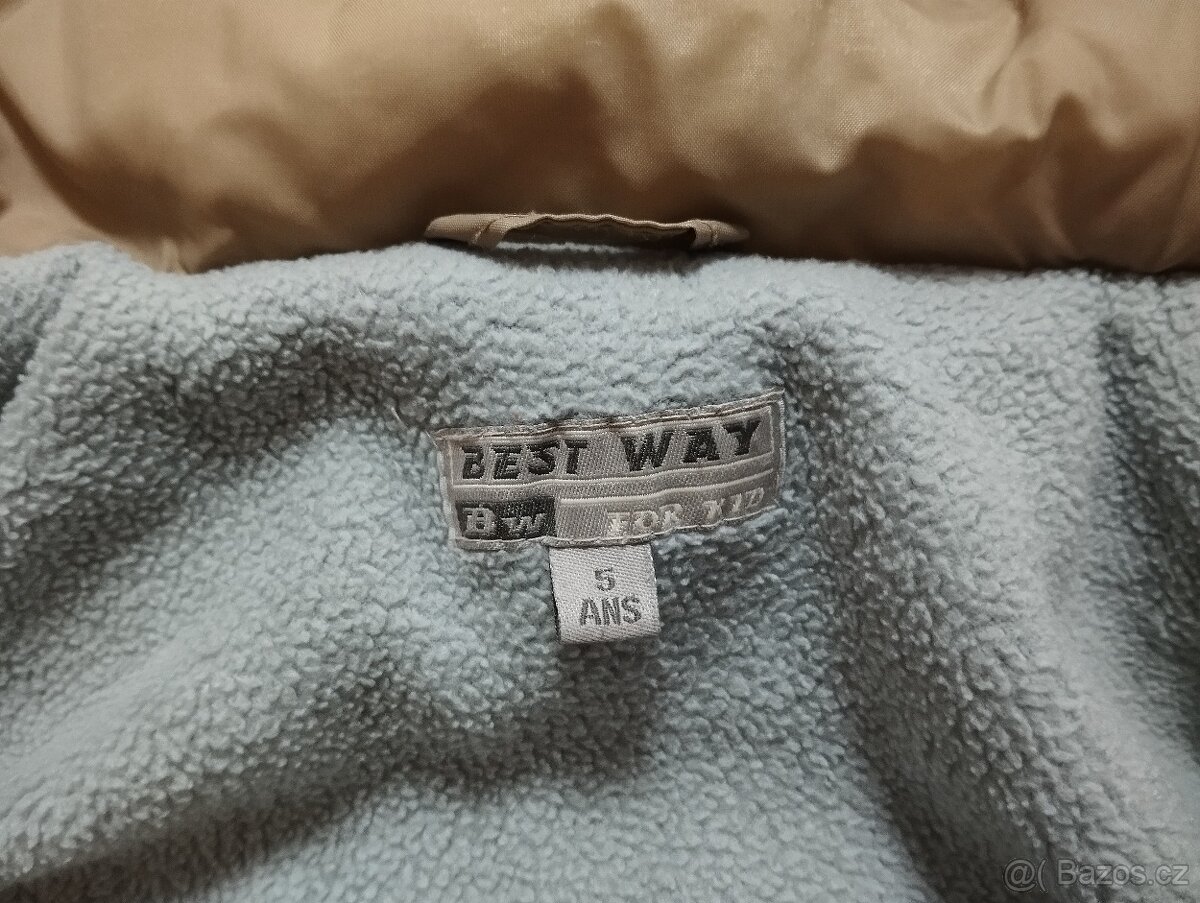 BEST WAY
BW FOR KID
5
ANS
@( Bazos.cz